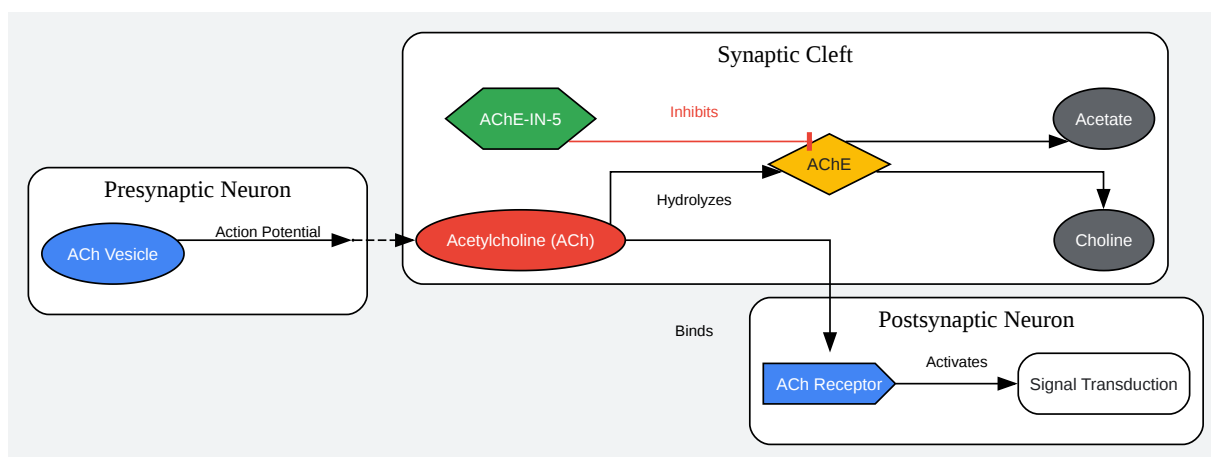 Synaptic Cleft
AChE-IN-5
Inhibits
Acetate
AChE
Presynaptic Neuron
Hydrolyzes
Action Potential
ACh Vesicle
Acetylcholine (ACh)
Choline
Binds
Postsynaptic Neuron
Activates
ACh Receptor
Signal Transduction